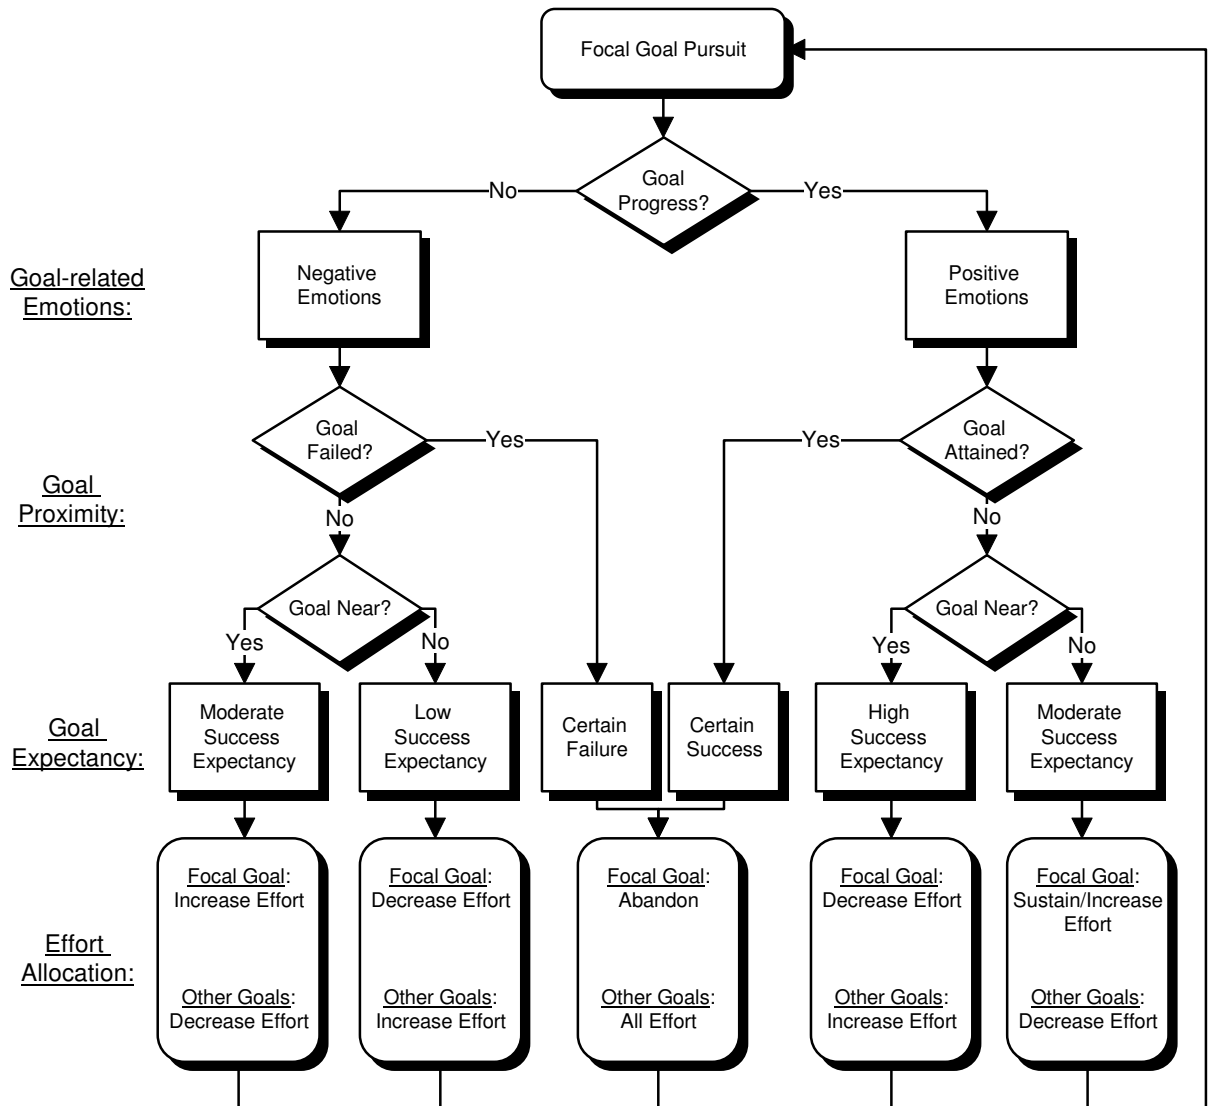 Focal Goal Pursuit
Goal
Progress?
No
Yes
Goal-related
Emotions:
Negative
Emotions
Positive
Emotions
Goal
Failed?
Yes
Yes
Goal
Attained?
Goal
Proximity:
No
No
Goal Near?
Goal Near?
Yes
No
Yes
No
Goal
Expectancy:
Moderate
Success
Expectancy
Low
Success
Expectancy
Certain
Failure
Certain
Success
High
Success
Expectancy
Moderate
Success
Expectancy
Effort
Allocation:
Focal Goal:
Increase Effort
Other Goals:
Decrease Effort
Focal Goal:
Decrease Effort
Other Goals:
Increase Effort
Focal Goal:
Abandon
Other Goals:
All Effort
Focal Goal:
Decrease Effort
Other Goals:
Increase Effort
Focal Goal:
Sustain/Increase
Effort
Other Goals:
Decrease Effort